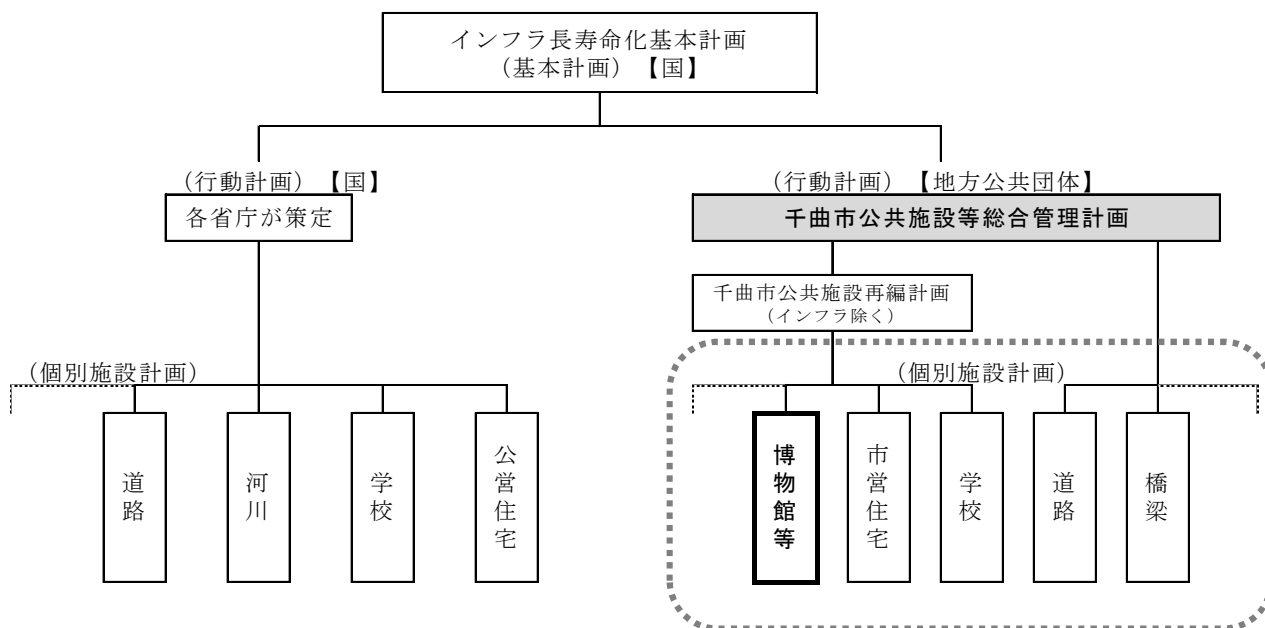 インフラ長寿命化基本計画
（基本計画）【国】
（行動計画）【国】
各省庁が策定
（行動計画）【地方公共団体】
千曲市公共施設等総合管理計画
千曲市公共施設再編計画
（インフラ除く）
（個別施設計画）
道路
河川
学校
公営住宅
（個別施設計画）
博物館等
市営住宅
学校
道路
橋梁